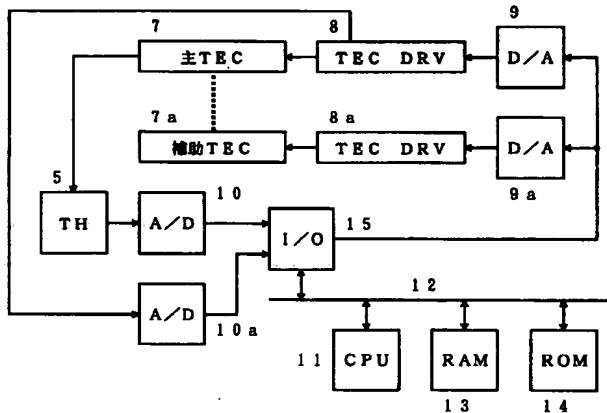 7
8
9
主TEC
TEC DRV
D/A
7a
8a
補助TEC
TEC DRV
D/A
9a
5
10
TH
A/D
I/O
15
A/D
10a
12
11
CPU
RAM
ROM
13
14